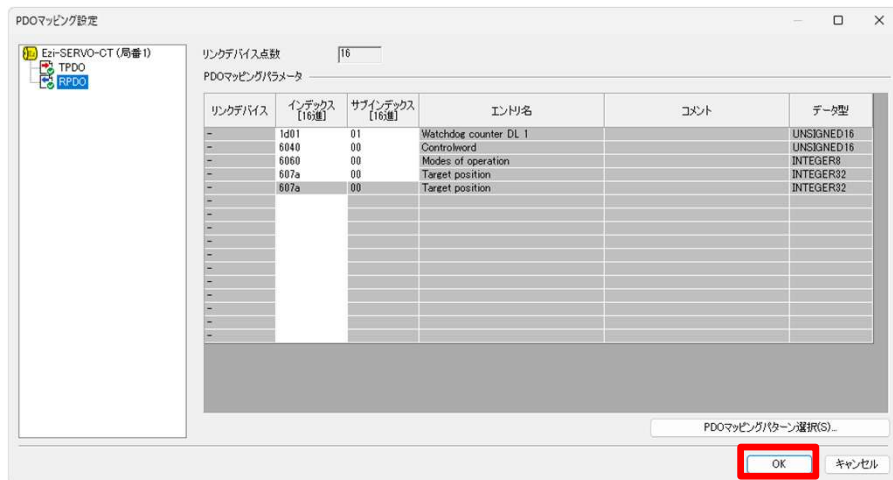 PDOマッピング設定
Ezi-SERVO-CT (局番1)
TPDO
RPDO
リンクデバイス点数 16
PDOマッピングパラメータ
リンクデバイス インデックス [16進] サブインデックス [16進] エントリ名 コメント データ型
- 1d01 01 Watchdog counter DL 1 UNSIGNED16
- 6040 00 Controlword UNSIGNED16
- 6060 00 Modes of operation INTEGER8
- 607a 00 Target position INTEGER32
- 607a 00 Target position INTEGER32
-
-
-
-
-
-
-
-
-
-
-
PDOマッピングパターン選択(S)...
OK キャンセル